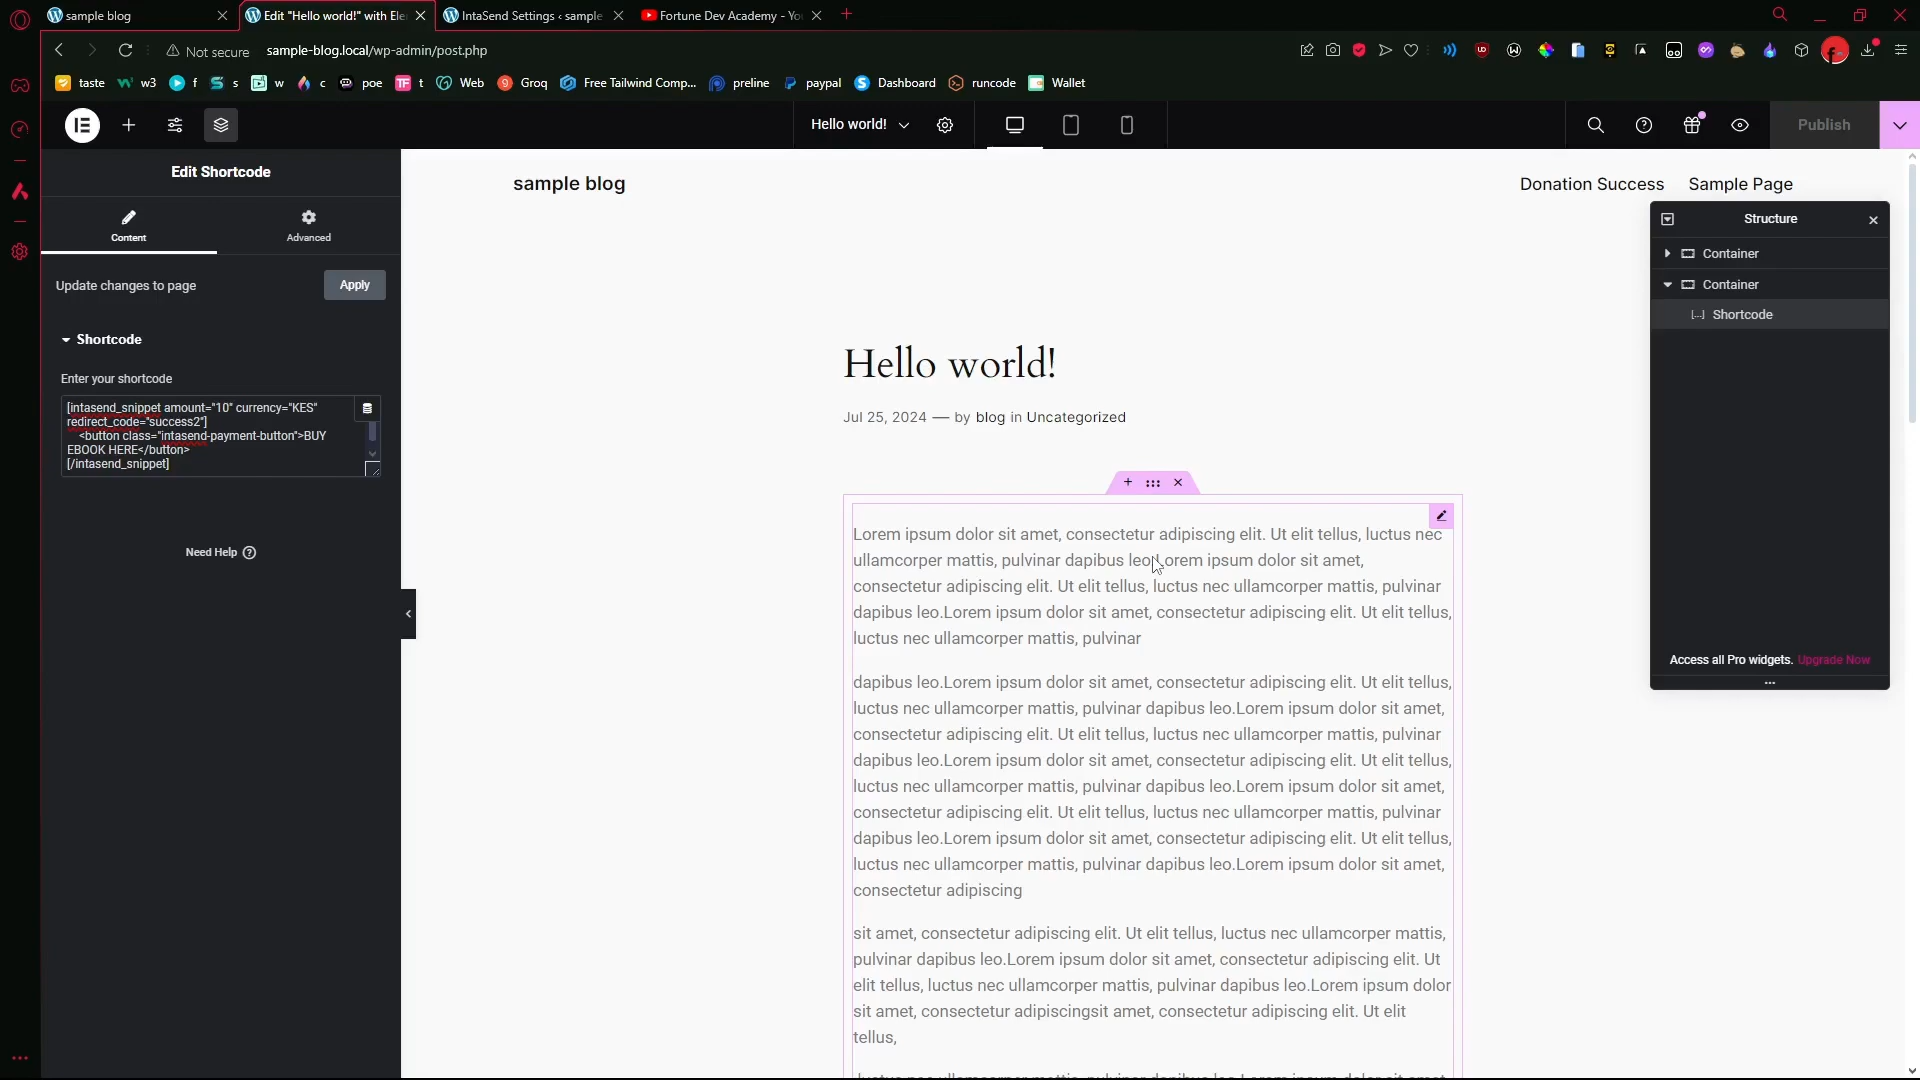 sample blog
Edit "Hello world!" with Ele
IntaSend Settings ‹ sample
Fortune Dev Academy - Yo
Not secure
sample-blog.local/wp-admin/post.php
taste
w3
f
s
w
c
poe
t
Web
Groq
Free Tailwind Comp...
preline
paypal
Dashboard
runcode
Wallet
Hello world!
Publish
Edit Shortcode
Content
Advanced
Update changes to page
Apply
Shortcode
Enter your shortcode
[intasend_snippet amount="10" currency="KES"
redirect_code="success2"]
<button class="intasend-payment-button">BUY
EBOOK HERE</button>
[/intasend_snippet]
Need Help
sample blog
Donation Success
Sample Page
Hello world!
Jul 25, 2024 — by blog in Uncategorized
Lorem ipsum dolor sit amet, consectetur adipiscing elit. Ut elit tellus, luctus nec
ullamcorper mattis, pulvinar dapibus leo.Lorem ipsum dolor sit amet,
consectetur adipiscing elit. Ut elit tellus, luctus nec ullamcorper mattis, pulvinar
dapibus leo.Lorem ipsum dolor sit amet, consectetur adipiscing elit. Ut elit tellus,
luctus nec ullamcorper mattis, pulvinar
dapibus leo.Lorem ipsum dolor sit amet, consectetur adipiscing elit. Ut elit tellus,
luctus nec ullamcorper mattis, pulvinar dapibus leo.Lorem ipsum dolor sit amet,
consectetur adipiscing elit. Ut elit tellus, luctus nec ullamcorper mattis, pulvinar
dapibus leo.Lorem ipsum dolor sit amet, consectetur adipiscing elit. Ut elit tellus,
luctus nec ullamcorper mattis, pulvinar dapibus leo.Lorem ipsum dolor sit amet,
consectetur adipiscing elit. Ut elit tellus, luctus nec ullamcorper mattis, pulvinar
dapibus leo.Lorem ipsum dolor sit amet, consectetur adipiscing elit. Ut elit tellus,
luctus nec ullamcorper mattis, pulvinar dapibus leo.Lorem ipsum dolor sit amet,
consectetur adipiscing
sit amet, consectetur adipiscing elit. Ut elit tellus, luctus nec ullamcorper mattis,
pulvinar dapibus leo.Lorem ipsum dolor sit amet, consectetur adipiscing elit. Ut
elit tellus, luctus nec ullamcorper mattis, pulvinar dapibus leo.Lorem ipsum dolor
sit amet, consectetur adipiscingsit amet, consectetur adipiscing elit. Ut elit
tellus,
Structure
Container
Container
Shortcode
Access all Pro widgets. Upgrade Now